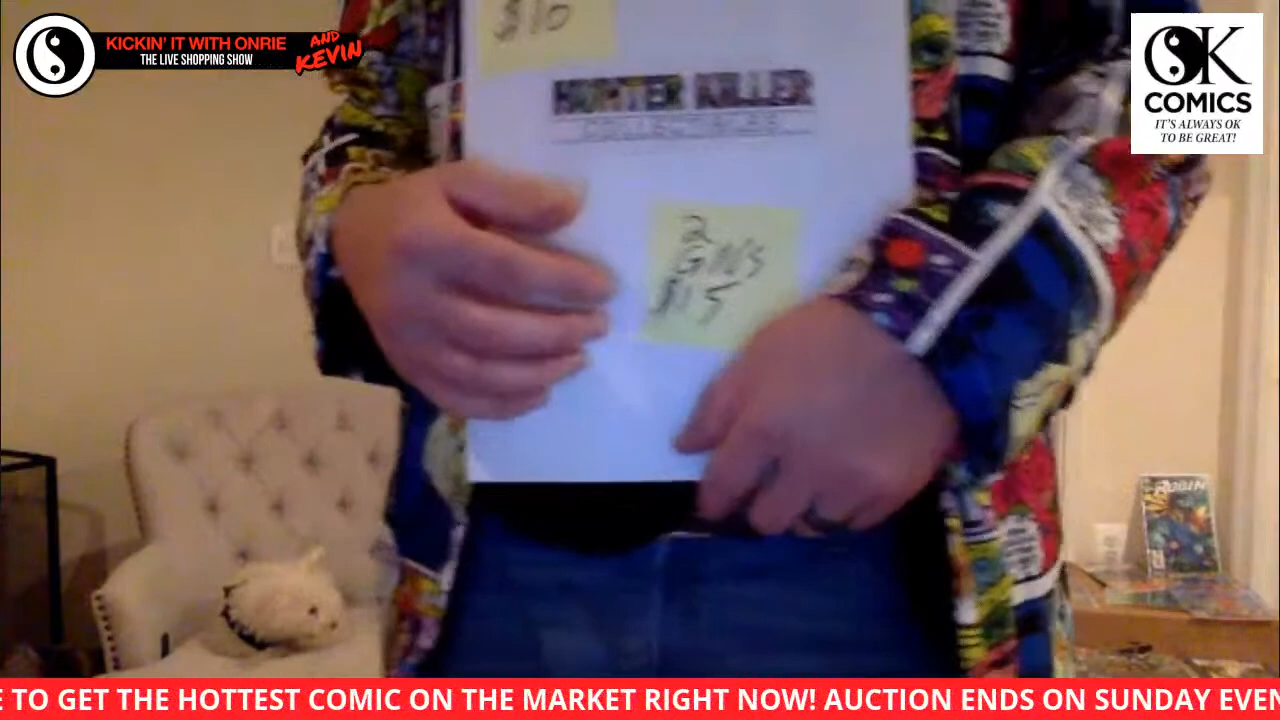 KICKIN' IT WITH ONRIE
AND
KEVIN
THE LIVE SHOPPING SHOW
OK
COMICS
IT'S ALWAYS OK
TO BE GREAT!
$10
HUNTER KILLER
COLLECTIBLES
2
$15
ROBIN
E TO GET THE HOTTEST COMIC ON THE MARKET RIGHT NOW! AUCTION ENDS ON SUNDAY EVEN